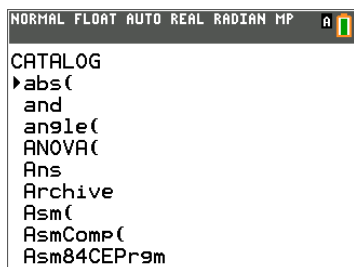 NORMAL FLOAT AUTO REAL RADIAN MP A
CATALOG
abs(
and
angle(
ANOVA(
Ans
Archive
Asm(
AsmComp(
Asm84CEPrgm